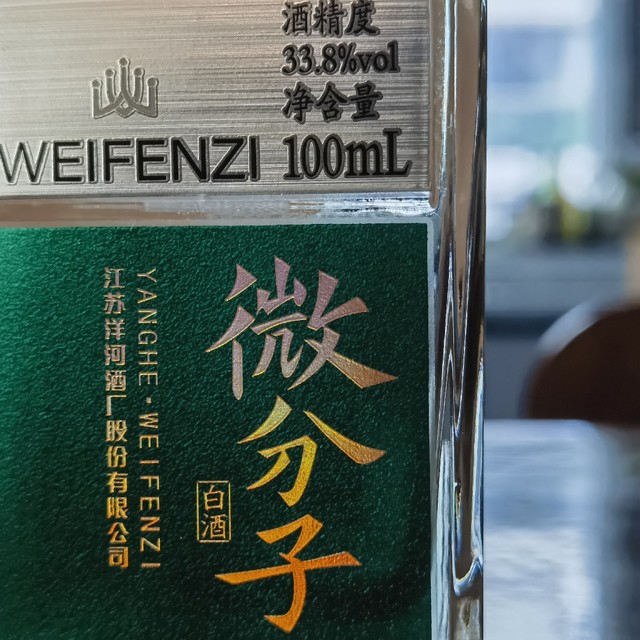 酒精度
33.8%vol
净含量
WEIFENZI 100mL
微分子
白酒
YANGHE·WEIFENZI
江苏洋河酒厂股份有限公司